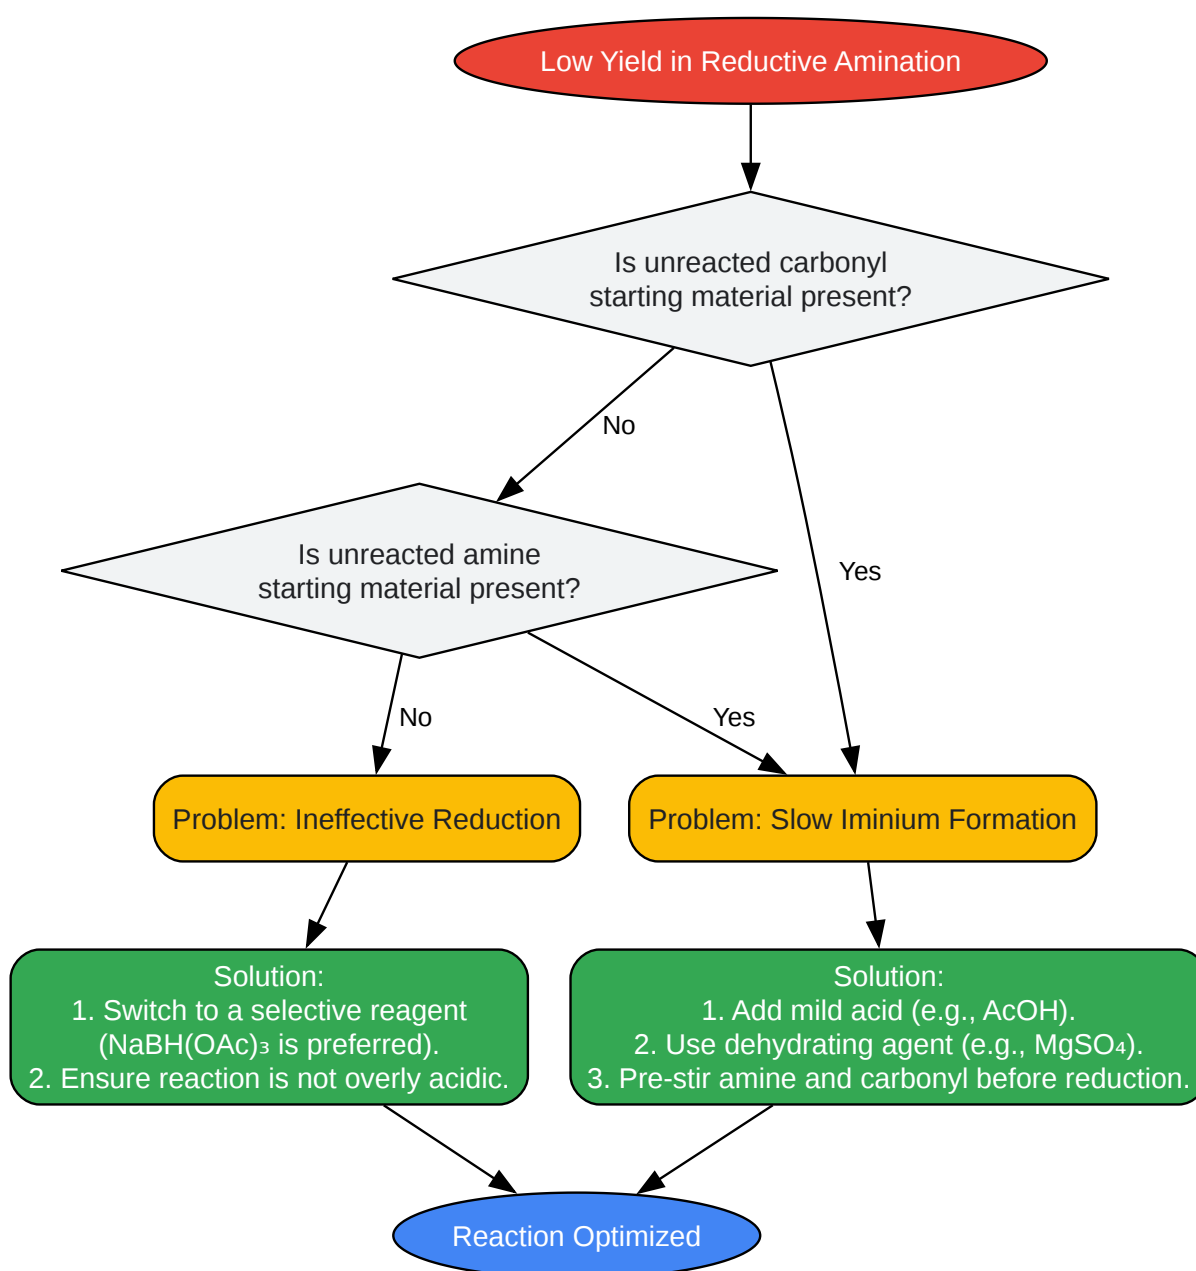 Low Yield in Reductive Amination
Is unreacted carbonyl
starting material present?
No
Yes
Is unreacted amine
starting material present?
No
Yes
Problem: Ineffective Reduction
Problem: Slow Iminium Formation
Solution:
1. Switch to a selective reagent
(NaBH(OAc)₃ is preferred).
2. Ensure reaction is not overly acidic.
Solution:
1. Add mild acid (e.g., AcOH).
2. Use dehydrating agent (e.g., MgSO₄).
3. Pre-stir amine and carbonyl before reduction.
Reaction Optimized